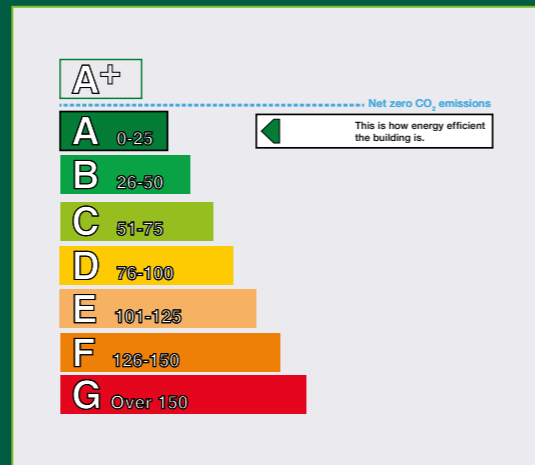 A+
Net zero CO₂ emissions
A 0-25
This is how energy efficient
the building is.
B 26-50
C 51-75
D 76-100
E 101-125
F 126-150
G Over 150